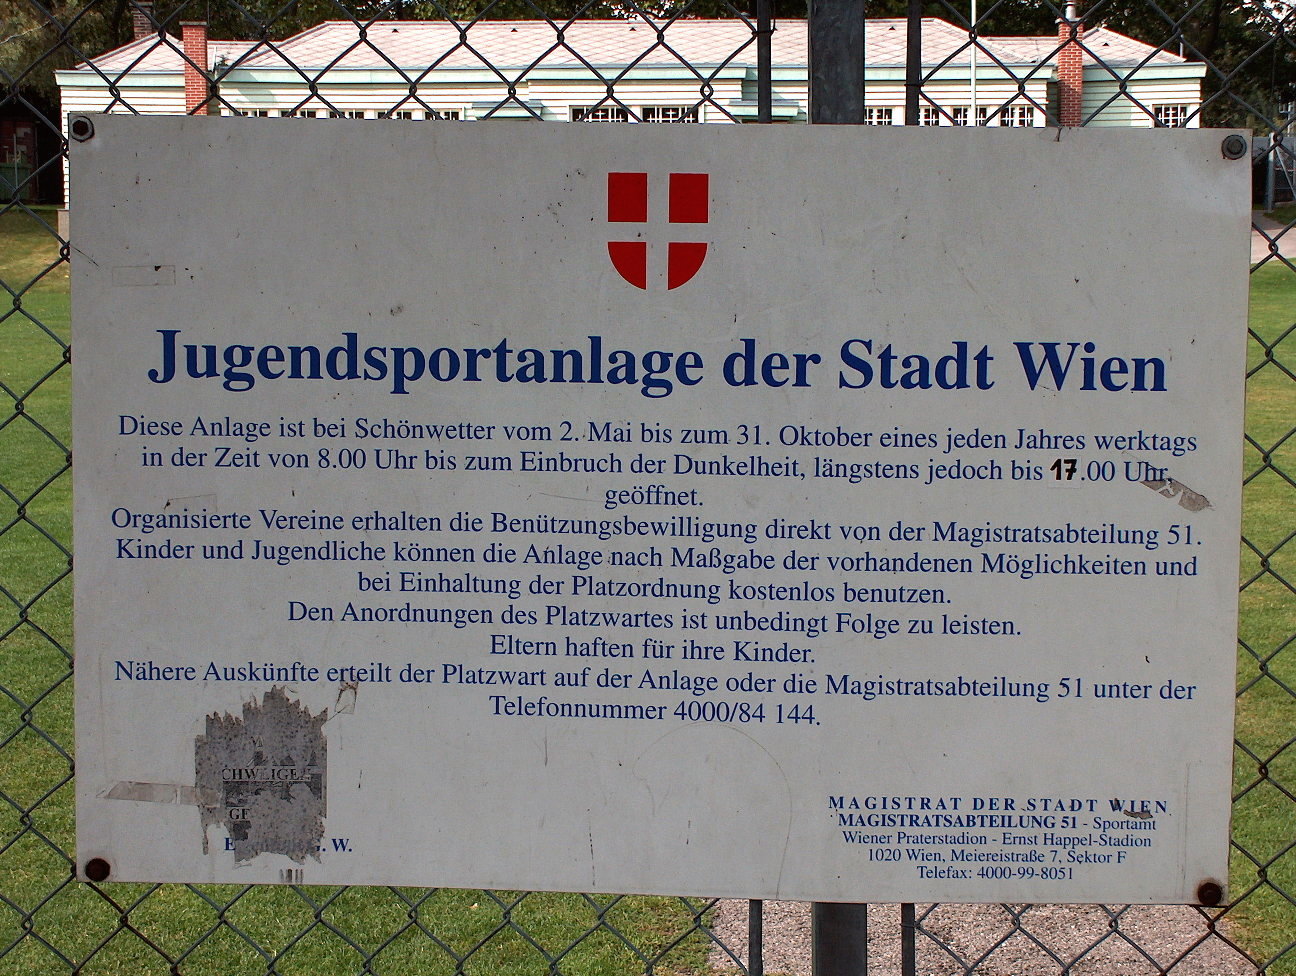 Jugendsportanlage der Stadt Wien
Diese Anlage ist bei Schönwetter vom 2. Mai bis zum 31. Oktober eines jeden Jahres werktags
in der Zeit von 8.00 Uhr bis zum Einbruch der Dunkelheit, längstens jedoch bis 17.00 Uhr,
geöffnet.
Organisierte Vereine erhalten die Benützungsbewilligung direkt von der Magistratsabteilung 51.
Kinder und Jugendliche können die Anlage nach Maßgabe der vorhandenen Möglichkeiten und
bei Einhaltung der Platzordnung kostenlos benutzen.
Den Anordnungen des Platzwartes ist unbedingt Folge zu leisten.
Eltern haften für ihre Kinder.
Nähere Auskünfte erteilt der Platzwart auf der Anlage oder die Magistratsabteilung 51 unter der
Telefonnummer 4000/84 144.
CHWEIGE
GE
G. W.
MAGISTRAT DER STADT WIEN
MAGISTRATSABTEILUNG 51 - Sportamt
Wiener Praterstadion - Ernst Happel-Stadion
1020 Wien, Meiereistraße 7, Sektor F
Telefax: 4000-99-8051